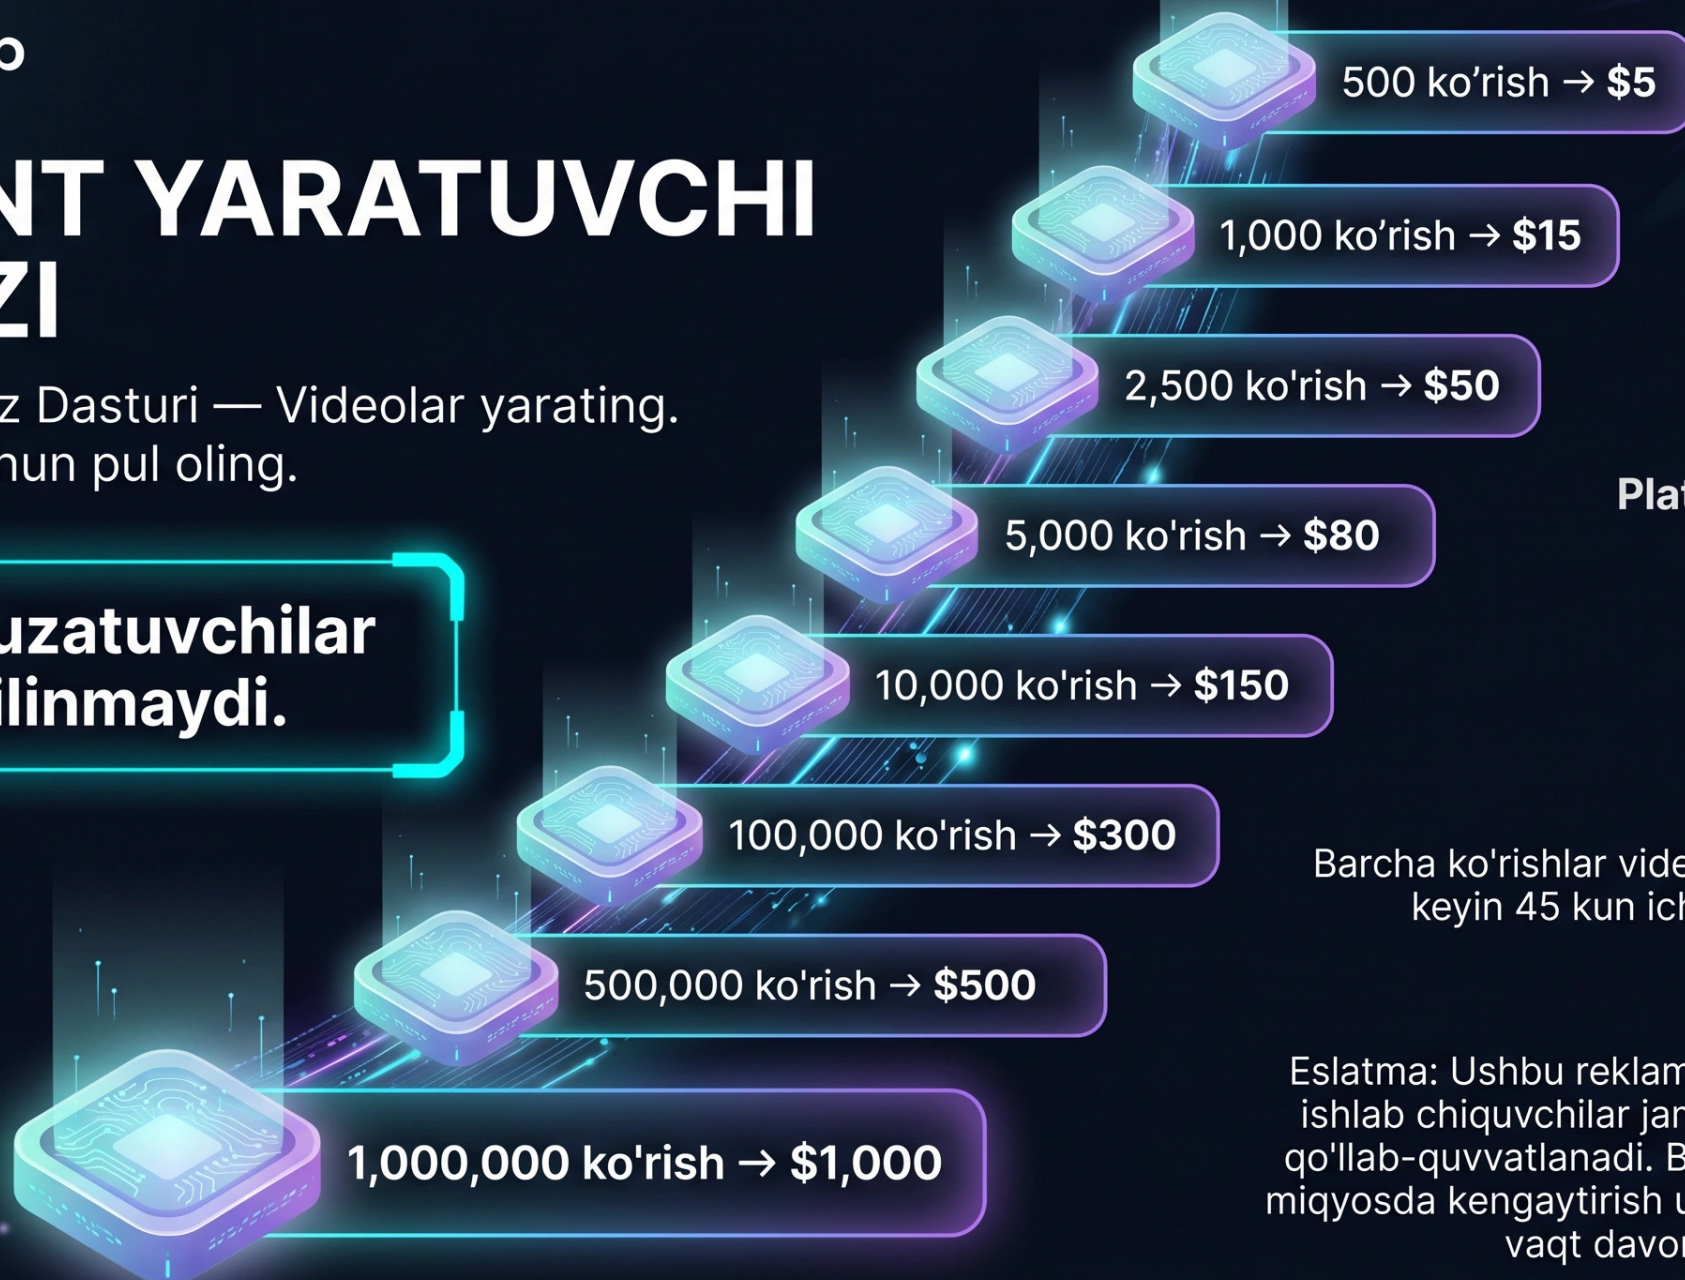 NT YARATUVCHI
ZI
z Dasturi — Videolar yarating.
hun pul oling.
uzatuvchilar
ilinmaydi.
500 ko’rish → $5
1,000 ko’rish → $15
2,500 ko'rish → $50
5,000 ko'rish → $80
10,000 ko'rish → $150
100,000 ko'rish → $300
500,000 ko'rish → $500
1,000,000 ko'rish → $1,000
Plat
Barcha ko'rishlar vide
keyin 45 kun ich
Eslatma: Ushbu reklam
ishlab chiquvchilar jam
qo'llab-quvvatlanadi. B
miqyosda kengaytirish u
vaqt davom